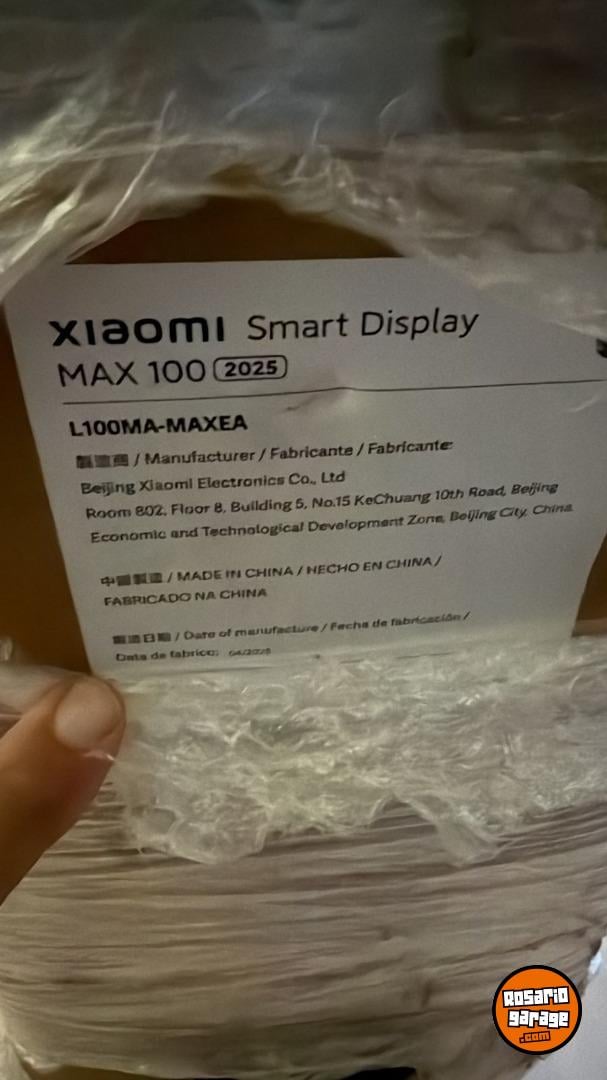 xiaomi Smart Display
MAX 100 2025
L100MA-MAXEA
製造商 / Manufacturer / Fabricante / Fabricante:
Beijing Xiaomi Electronics Co., Ltd
Room 802, Floor 8, Building 5, No.15 KeChuang 10th Road, Beijing
Economic and Technological Development Zone, Beijing City, China
中國製造 / MADE IN CHINA / HECHO EN CHINA /
FABRICADO NA CHINA
製造日期 / Date of manufacture / Fecha de fabricación /
Data de fabrico: 04/2025
Rosario
garage
.com